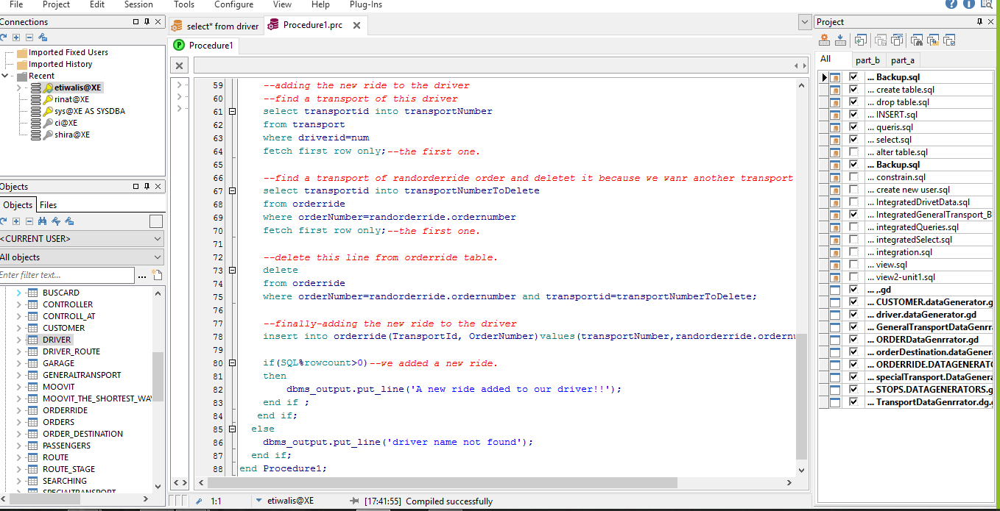 File Project Edit Session Tools Configure View Help Plug-Ins
Connections
Imported Fixed Users
Imported History
Recent
etiwalis@XE
rinat@XE
sys@XE AS SYSDBA
ci@XE
shira@XE
Objects
Objects Files
<CURRENT USER>
All objects
Enter filter text...
BUSCARD
CONTROLLER
CONTROLL_AT
CUSTOMER
DRIVER
DRIVER_ROUTE
GARAGE
GENERALTRANSPORT
MOOVIT
MOOVIT_THE_SHORTEST_WA
ORDERRIDE
ORDERS
ORDER_DESTINATION
PASSENGERS
ROUTE
ROUTE_STAGE
SEARCHING
SPECIALTRANSPORT
select* from driver Procedure1.prc
Procedure1
59 --adding the new ride to the driver
60 --find a transport of this driver
61 select transportid into transportNumber
62 from transport
63 where driverid=num
64 fetch first row only;--the first one.
65
66 --find a transport of randorderride order and deletet it because we wanr another transport
67 select transportid into transportNumberToDelete
68 from orderride
69 where orderNumber=randorderride.ordernumber
70 fetch first row only;--the first one.
71
72 --delete this line from orderride table.
73 delete
74 from orderride
75 where orderNumber=randorderride.ordernumber and transportid=transportNumberToDelete;
76
77 --finally-adding the new ride to the driver
78 insert into orderride(TransportId, OrderNumber)values(transportNumber,randorderride.ordern
79
80 if(SQL%rowcount>0)--we added a new ride.
81 then
82 dbms_output.put_line('A new ride added to our driver!!');
83 end if ;
84 end if;
85 else
86 dbms_output.put_line('driver name not found');
87 end if;
88 end Procedure1;
1:1 etiwalis@XE [17:41:55] Compiled successfully
Project
All part_b part_a
... Backup.sql
... create table.sql
... drop table.sql
... INSERT.sql
... queris.sql
... select.sql
... alter table.sql
... Backup.sql
... constrain.sql
... create new user.sql
... IntegratedDrivetData.sql
... IntegratedGeneralTransport_B
... integratedQueries.sql
... integratedSelect.sql
... integration.sql
... view.sql
... view2-unit1.sql
... ,.gd
... CUSTOMER.dataGenerator.g
... driver.dataGenerator.gd
... GeneralTransportDataGenrr
... ORDERDataGenrrator.gd
... orderDestination.dataGener
... ORDERRIDE.DATAGENERAT
... specialTransport.DataGenera
... STOPS.DATAGENERATORS.g
... TransportDataGenrrator.dg.g